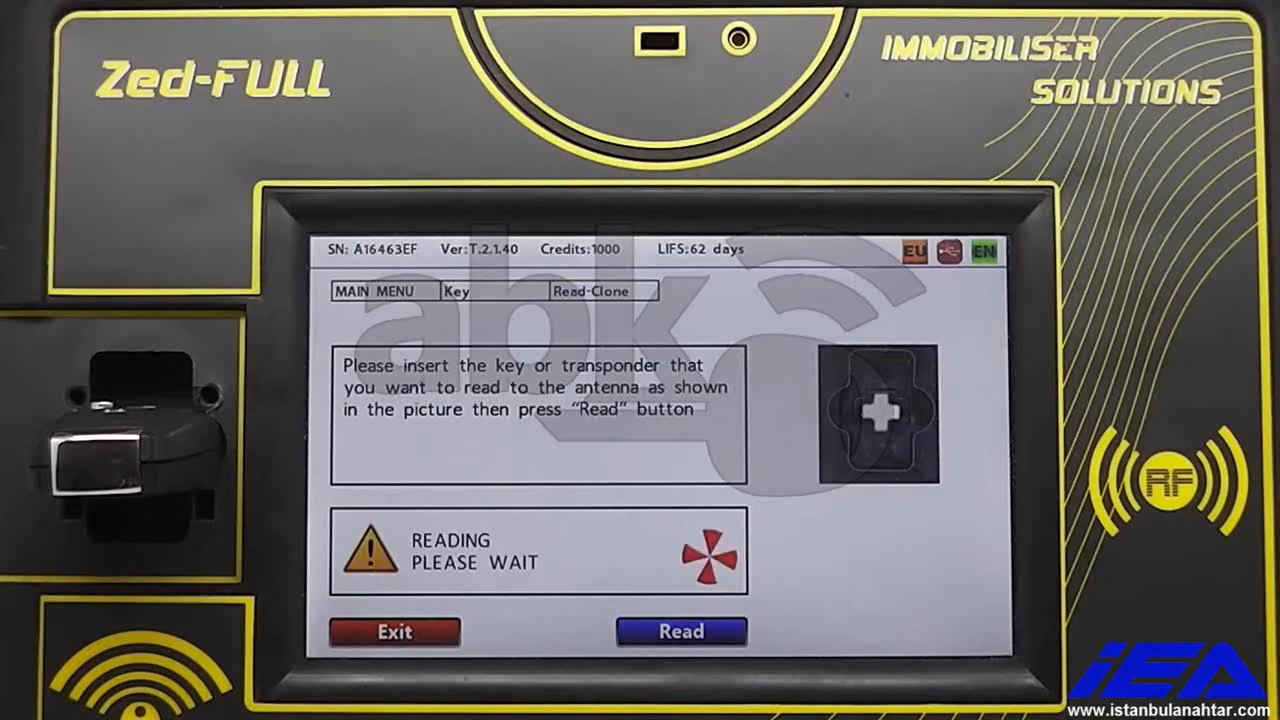 Zed-FULL
IMMOBILISER
SOLUTIONS
SN: A16463EF Ver:T.2.1.40 Credits:1000 LIFS:62 days EU EN
MAIN MENU Key Read-Clone
Please insert the key or transponder that
you want to read to the antenna as shown
in the picture then press "Read" button
READING
PLEASE WAIT
Exit Read
RF
abk
iEA
www.istanbulanahtar.com